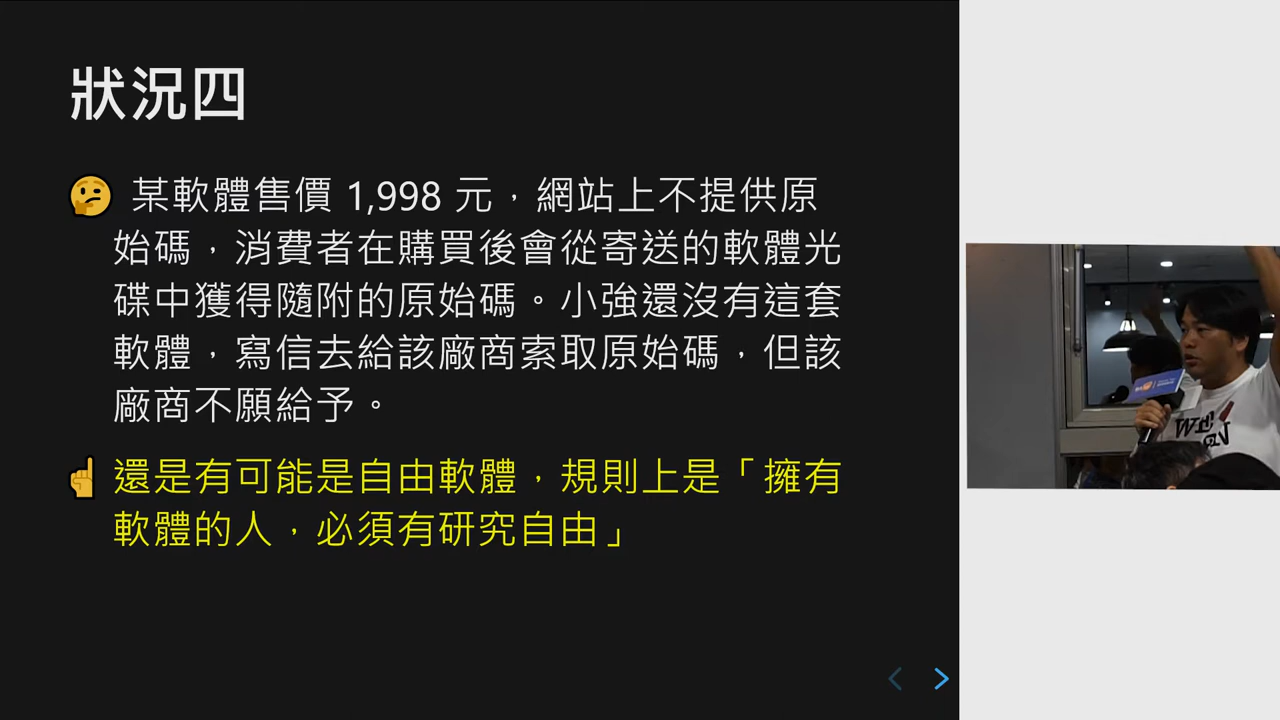 狀況四
🤔 某軟體售價 1,998 元，網站上不提供原
始碼，消費者在購買後會從寄送的軟體光
碟中獲得隨附的原始碼。小強還沒有這套
軟體，寫信去給該廠商索取原始碼，但該
廠商不願給予。
☝ 還是有可能是自由軟體，規則上是「擁有
軟體的人，必須有研究自由」